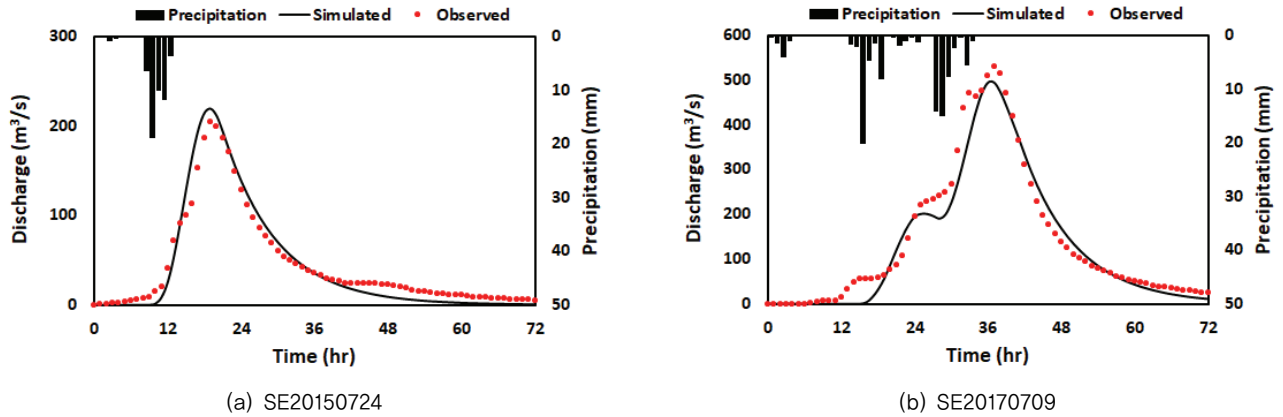 Precipitation Simulated Observed
300
200
100
0
0
10
20
30
40
50
0 12 24 36 48 60 72
Discharge (m³/s)
Precipitation (mm)
Time (hr)
(a) SE20150724
Precipitation Simulated Observed
600
500
400
300
200
100
0
0
10
20
30
40
50
0 12 24 36 48 60 72
Discharge (m³/s)
Precipitation (mm)
Time (hr)
(b) SE20170709